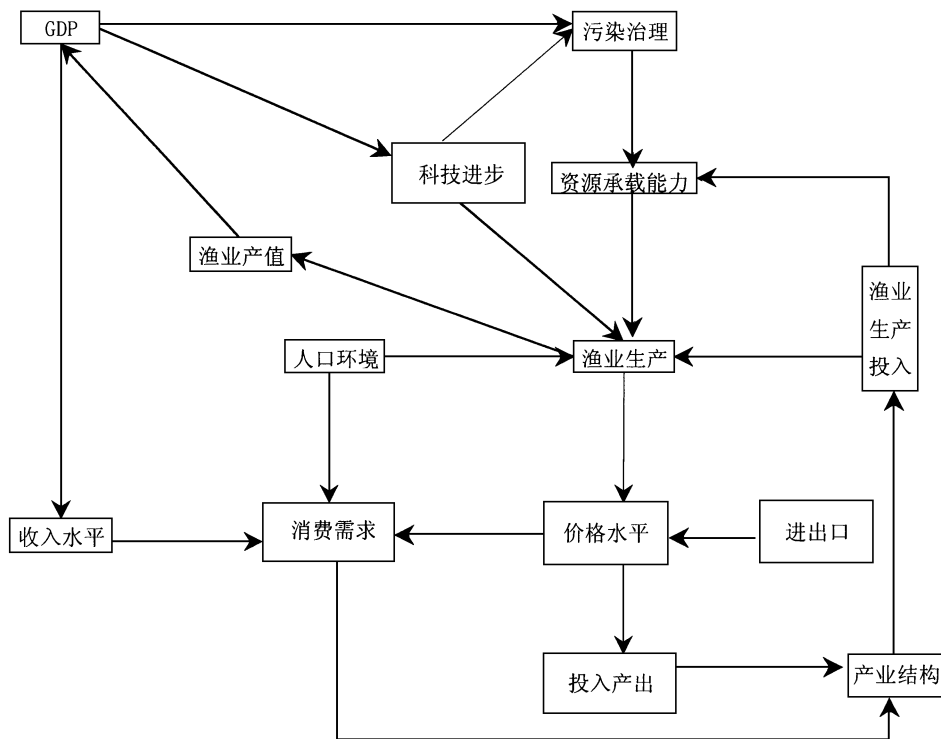 GDP
污染治理
科技进步
资源承载能力
渔业产值
渔业
生产
投入
人口环境
渔业生产
收入水平
消费需求
价格水平
进出口
投入产出
产业结构